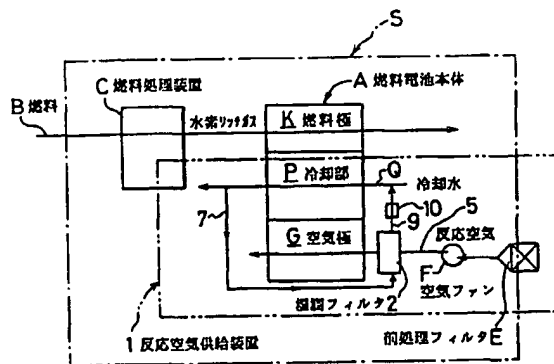 S
C 燃料処理装置
A 燃料電池本体
B 燃料
水素リッチガス
K 燃料極
P 冷却部
Q
冷却水
7
10
9
5
反応空気
G 空気極
F
空気ファン
湿潤フィルタ2
前処理フィルタE
1 反応空気供給装置